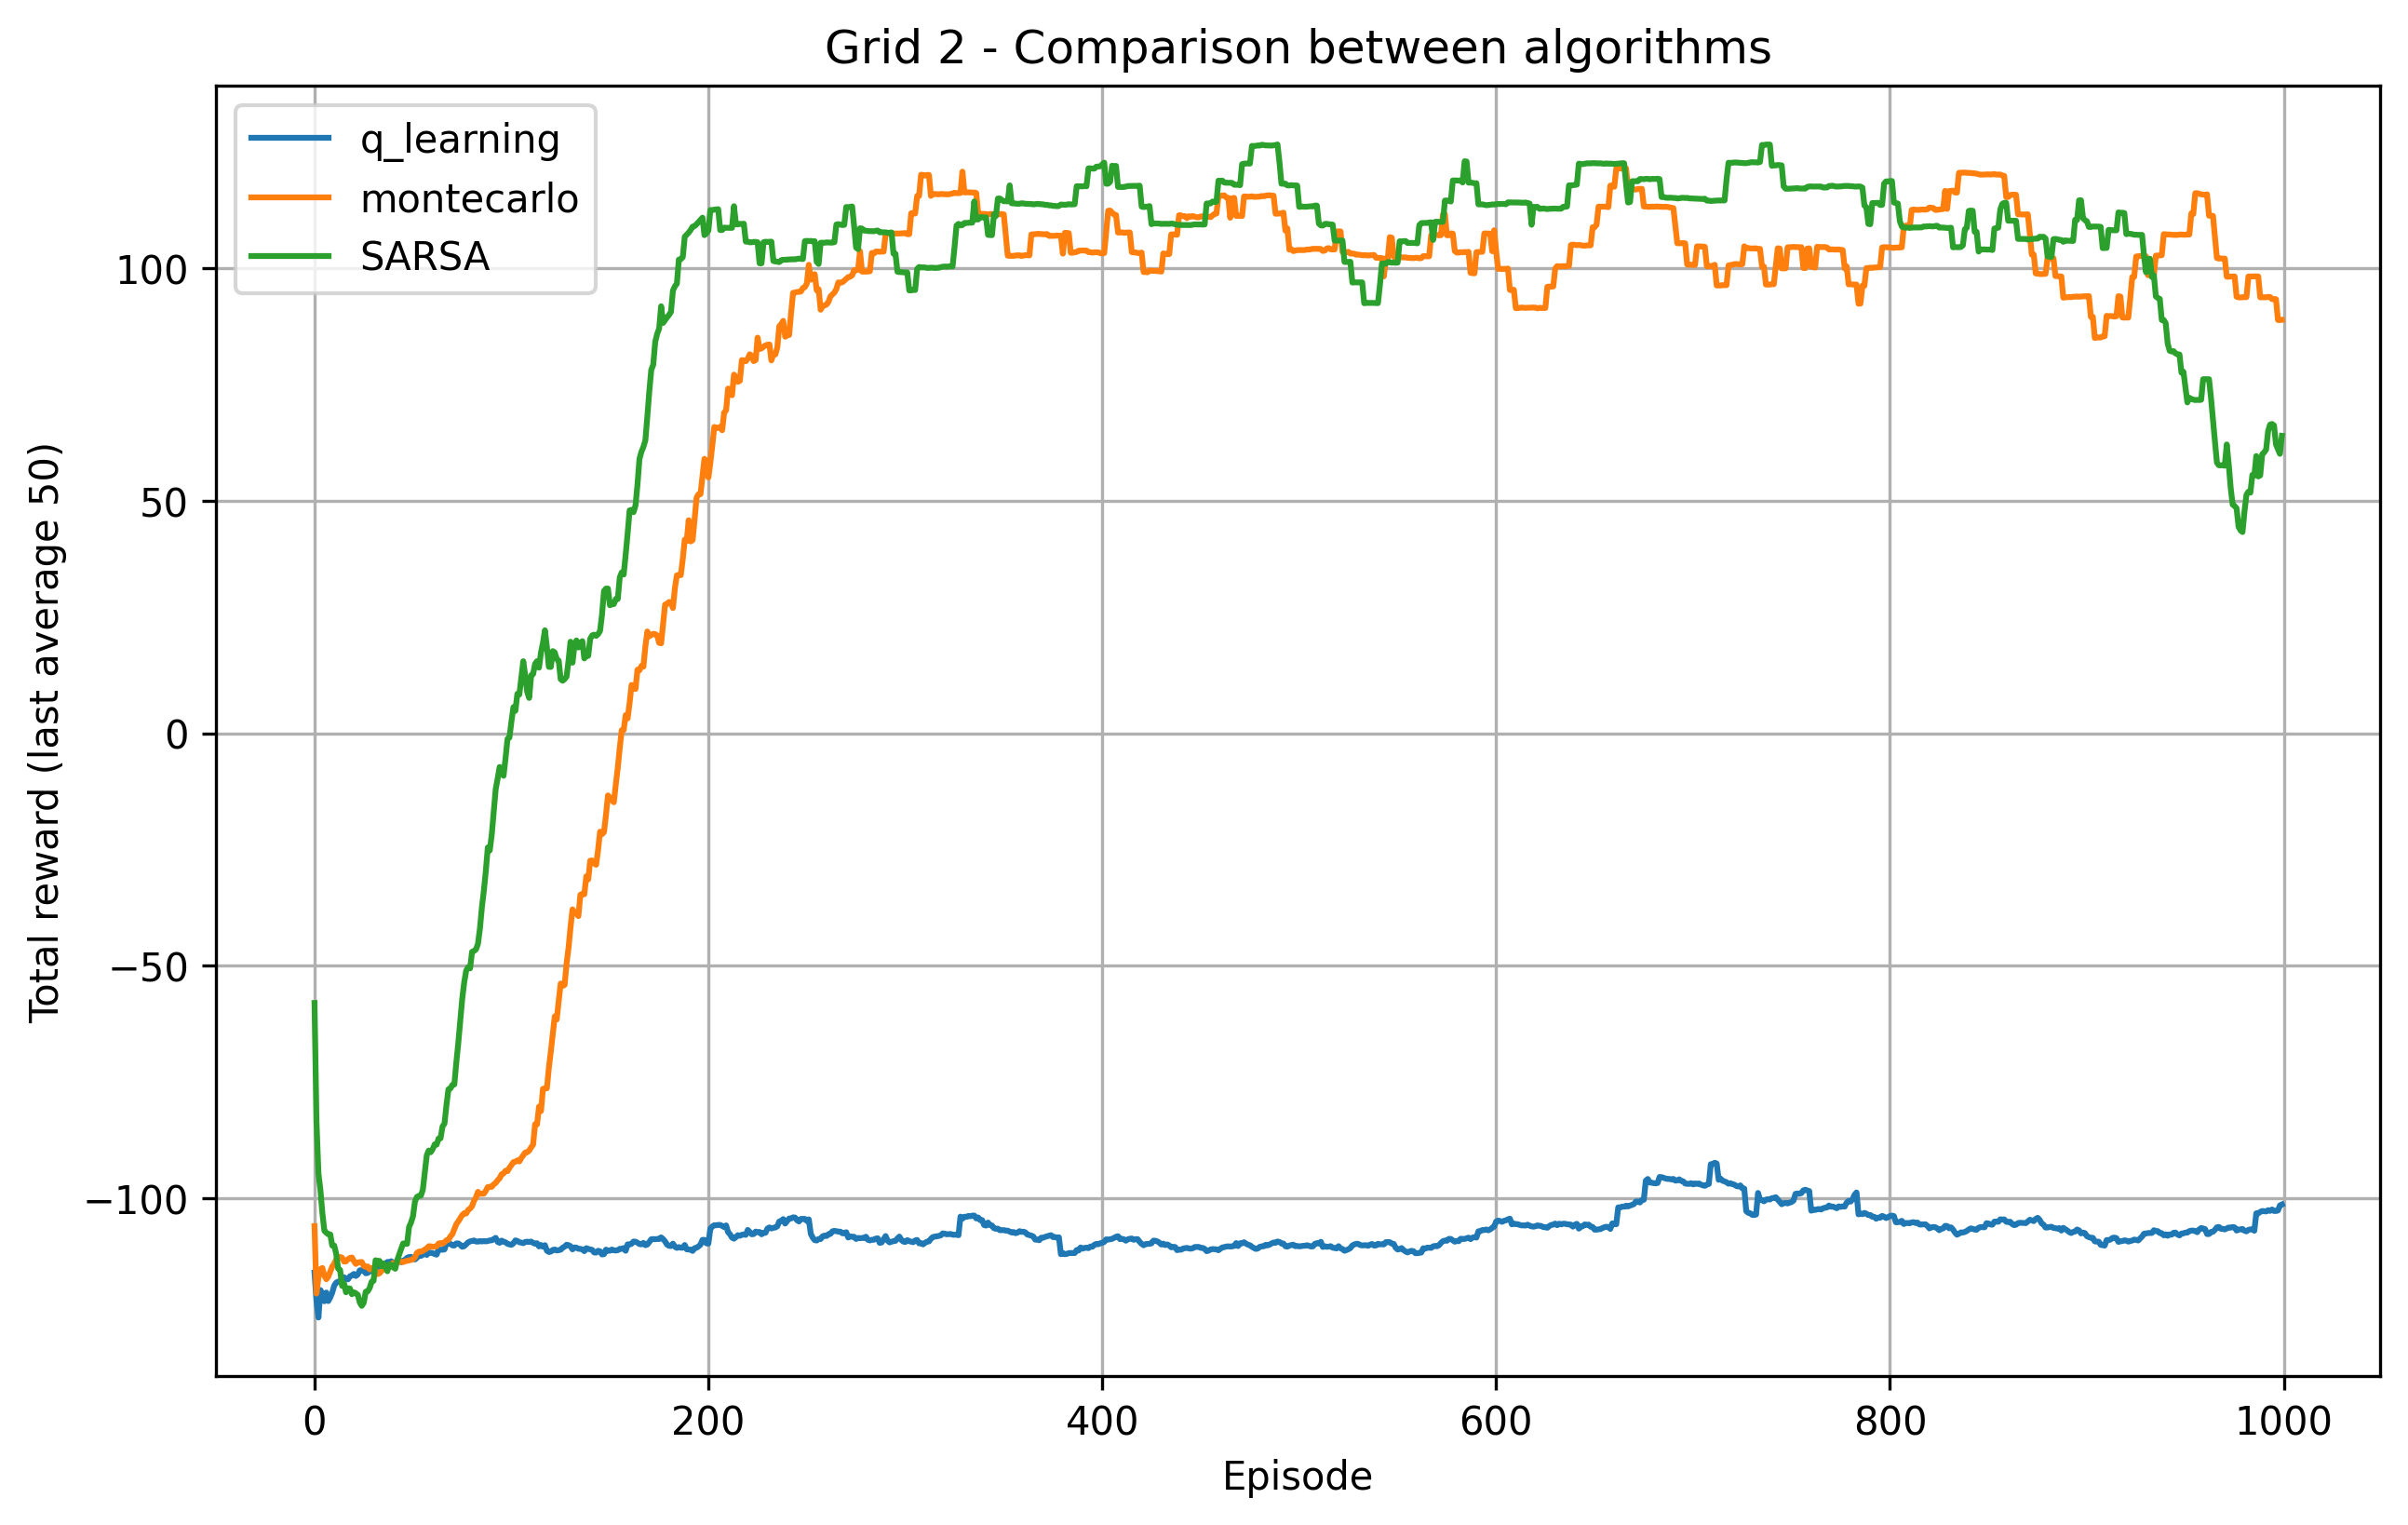 Grid 2 - Comparison between algorithms
q_learning
montecarlo
SARSA
100
50
0
−50
−100
Total reward (last average 50)
0 200 400 600 800 1000
Episode